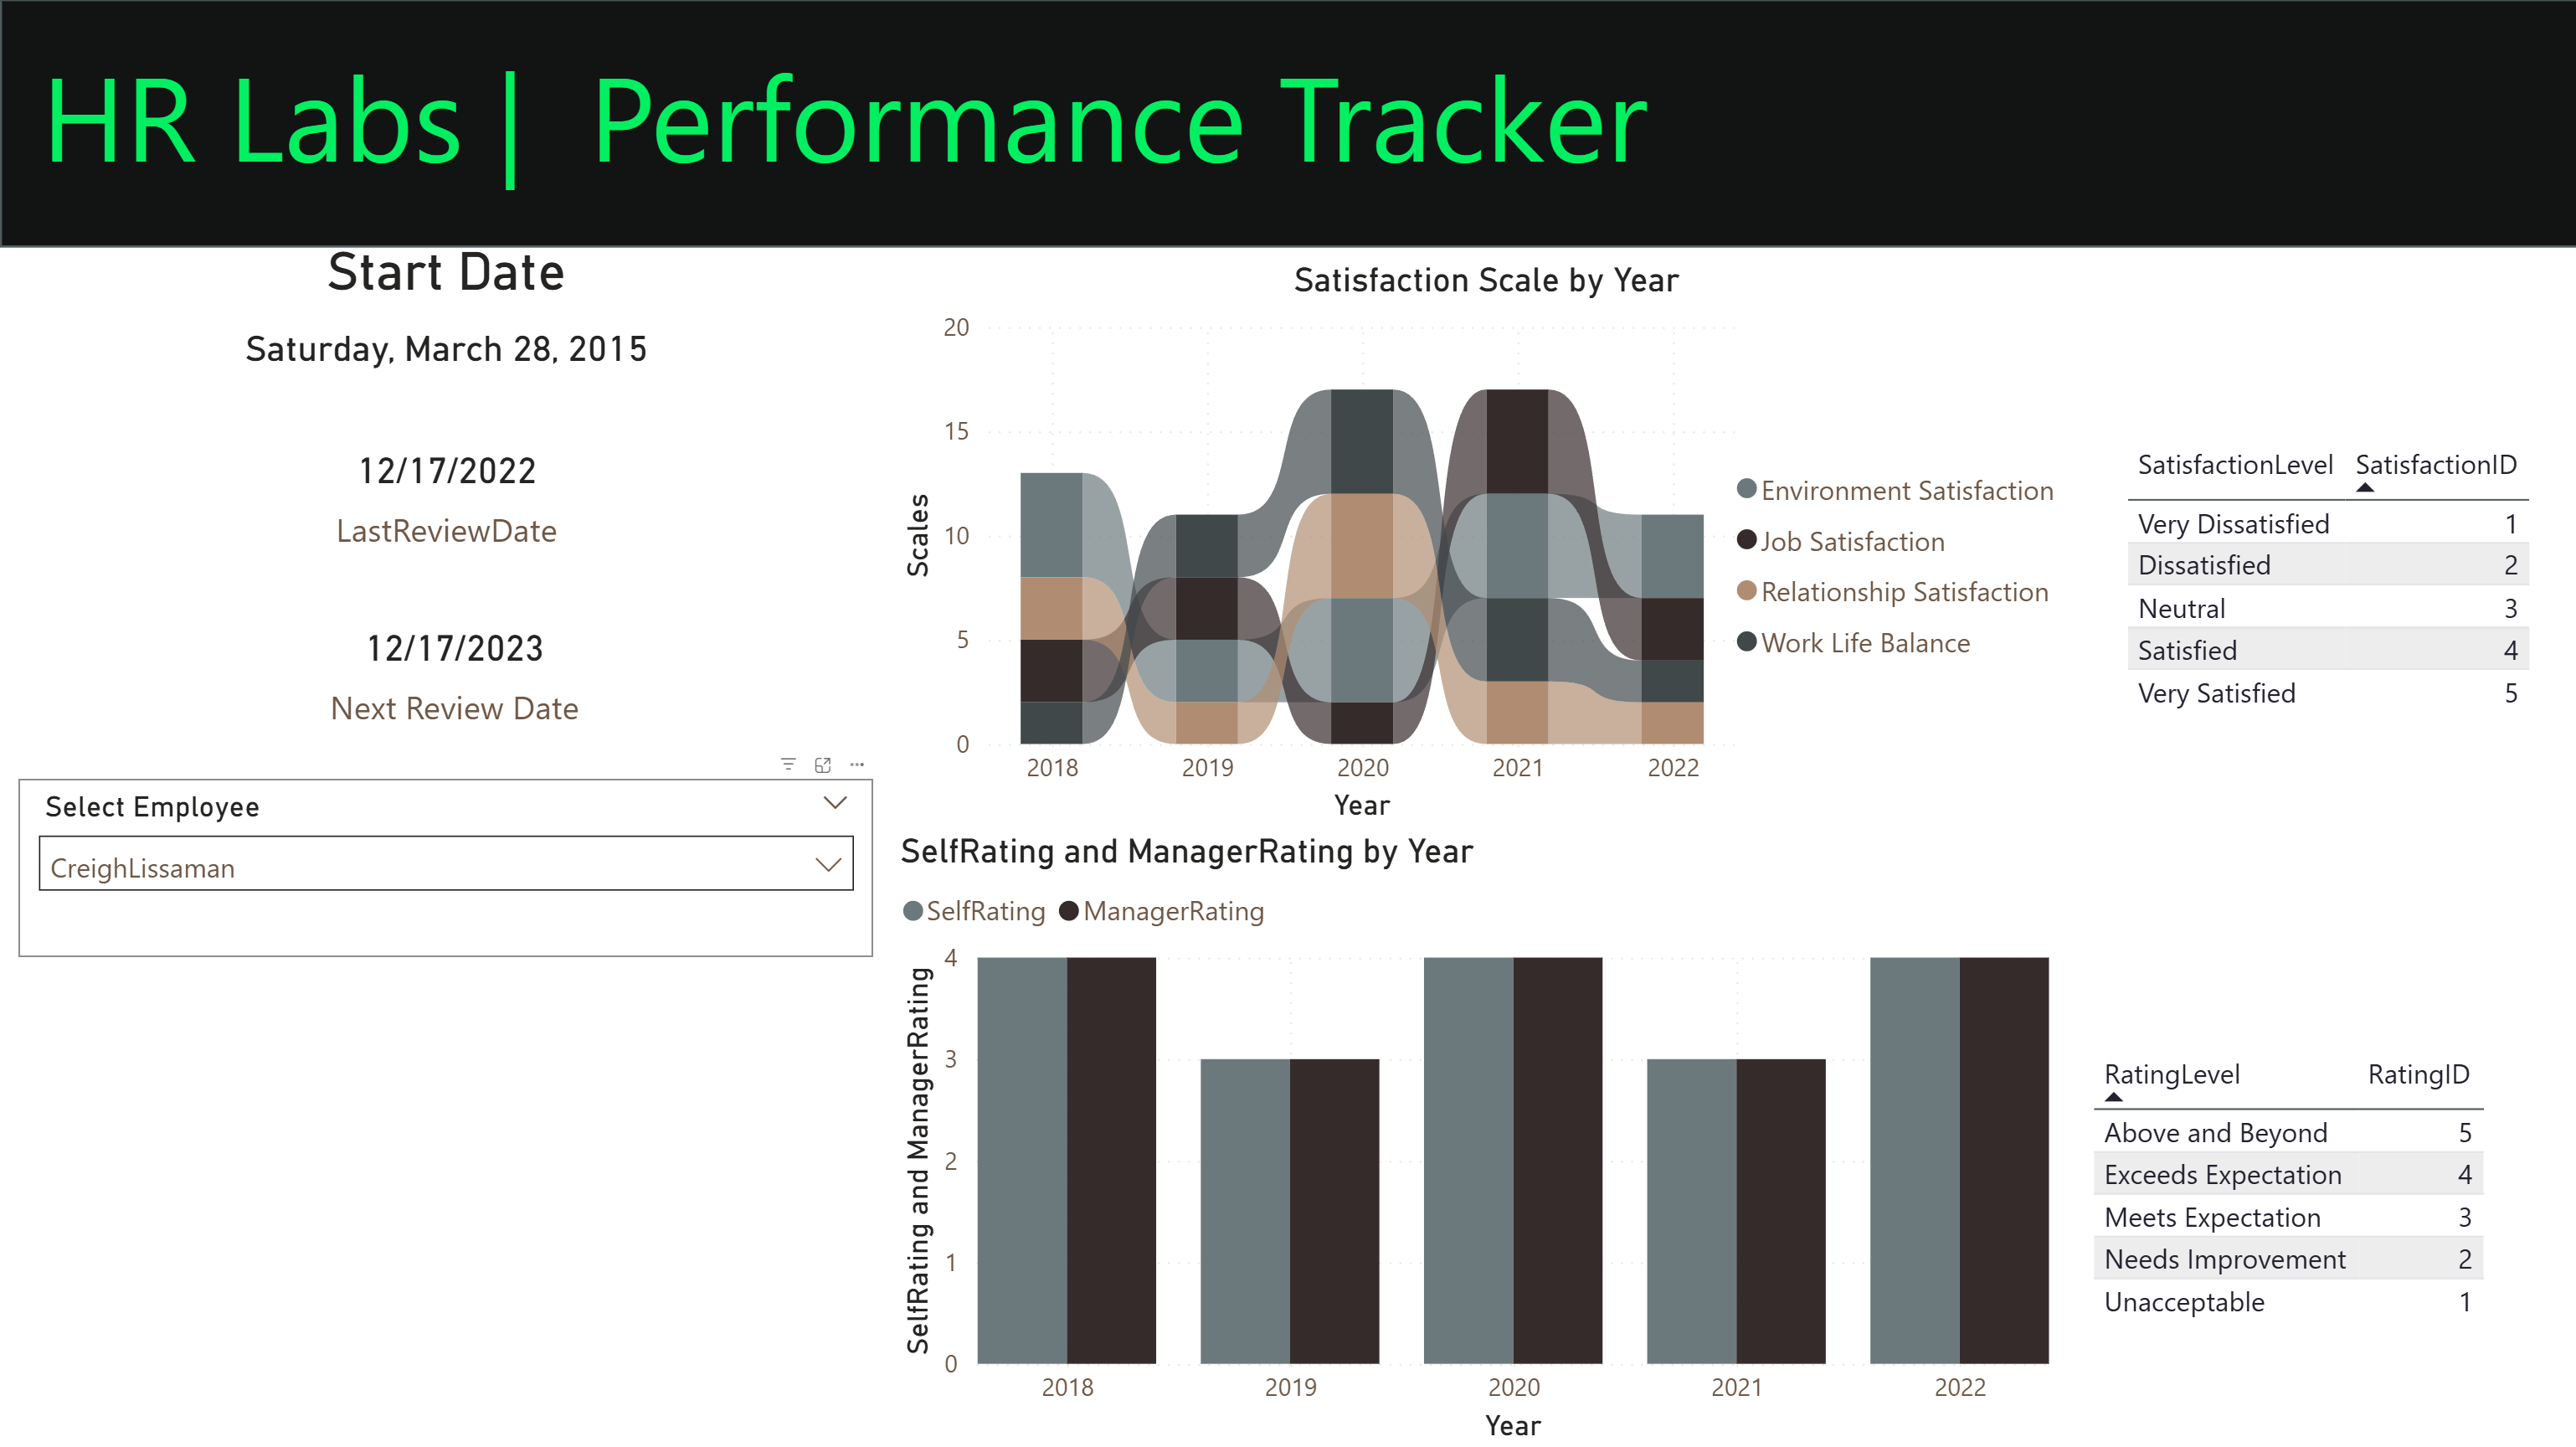 HR Labs | Performance Tracker
Start Date
Saturday, March 28, 2015
12/17/2022
LastReviewDate
12/17/2023
Next Review Date
Select Employee
CreighLissaman
Satisfaction Scale by Year
Scales
20
15
10
5
0
2018 2019 2020 2021 2022
Year
Environment Satisfaction
Job Satisfaction
Relationship Satisfaction
Work Life Balance
SatisfactionLevel SatisfactionID
Very Dissatisfied 1
Dissatisfied 2
Neutral 3
Satisfied 4
Very Satisfied 5
SelfRating and ManagerRating by Year
SelfRating ManagerRating
SelfRating and ManagerRating
4
3
2
1
0
2018 2019 2020 2021 2022
Year
RatingLevel RatingID
Above and Beyond 5
Exceeds Expectation 4
Meets Expectation 3
Needs Improvement 2
Unacceptable 1